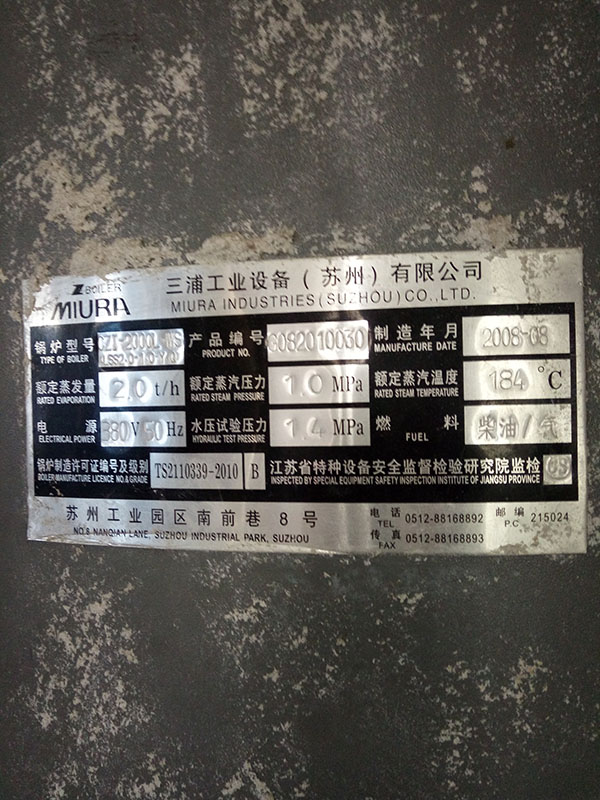 Z BOILER
MIURA
三浦工业设备(苏州)有限公司
MIURA INDUSTRIES(SUZHOU)CO.,LTD.
锅炉型号 产品编号 制造年月 2008-08
TYPE OF BOILER PRODUCT NO. MANUFACTURE DATE
额定蒸发量 2.0 t/h 额定蒸汽压力 1.0 MPa 额定蒸汽温度 184 °C
RATED EVAPORATION RATED STEAM PRESSURE RATED STEAM TEMPERATURE
电源 380 V 50 Hz 水压试验压力 1.4 MPa 燃料 柴油/气
ELECTRICAL POWER HYDRAULIC TEST PRESSURE FUEL
锅炉制造许可证编号及级别 TS2110339-2010 B 江苏省特种设备安全监督检验研究院监检
BOILER MANUFACTURE LICENCE NO.& GRADE INSPECTED BY SPECIAL EQUIPMENT SAFETY INSPECTION INSTITUTE OF JIANGSU PROVINCE
苏州工业园区南前巷8号 电话 0512-88168892 邮编 215024
NO.8 NANQIAN LANE, SUZHOU INDUSTRIAL PARK, SUZHOU TEL P.C
传真 0512-88168893
FAX